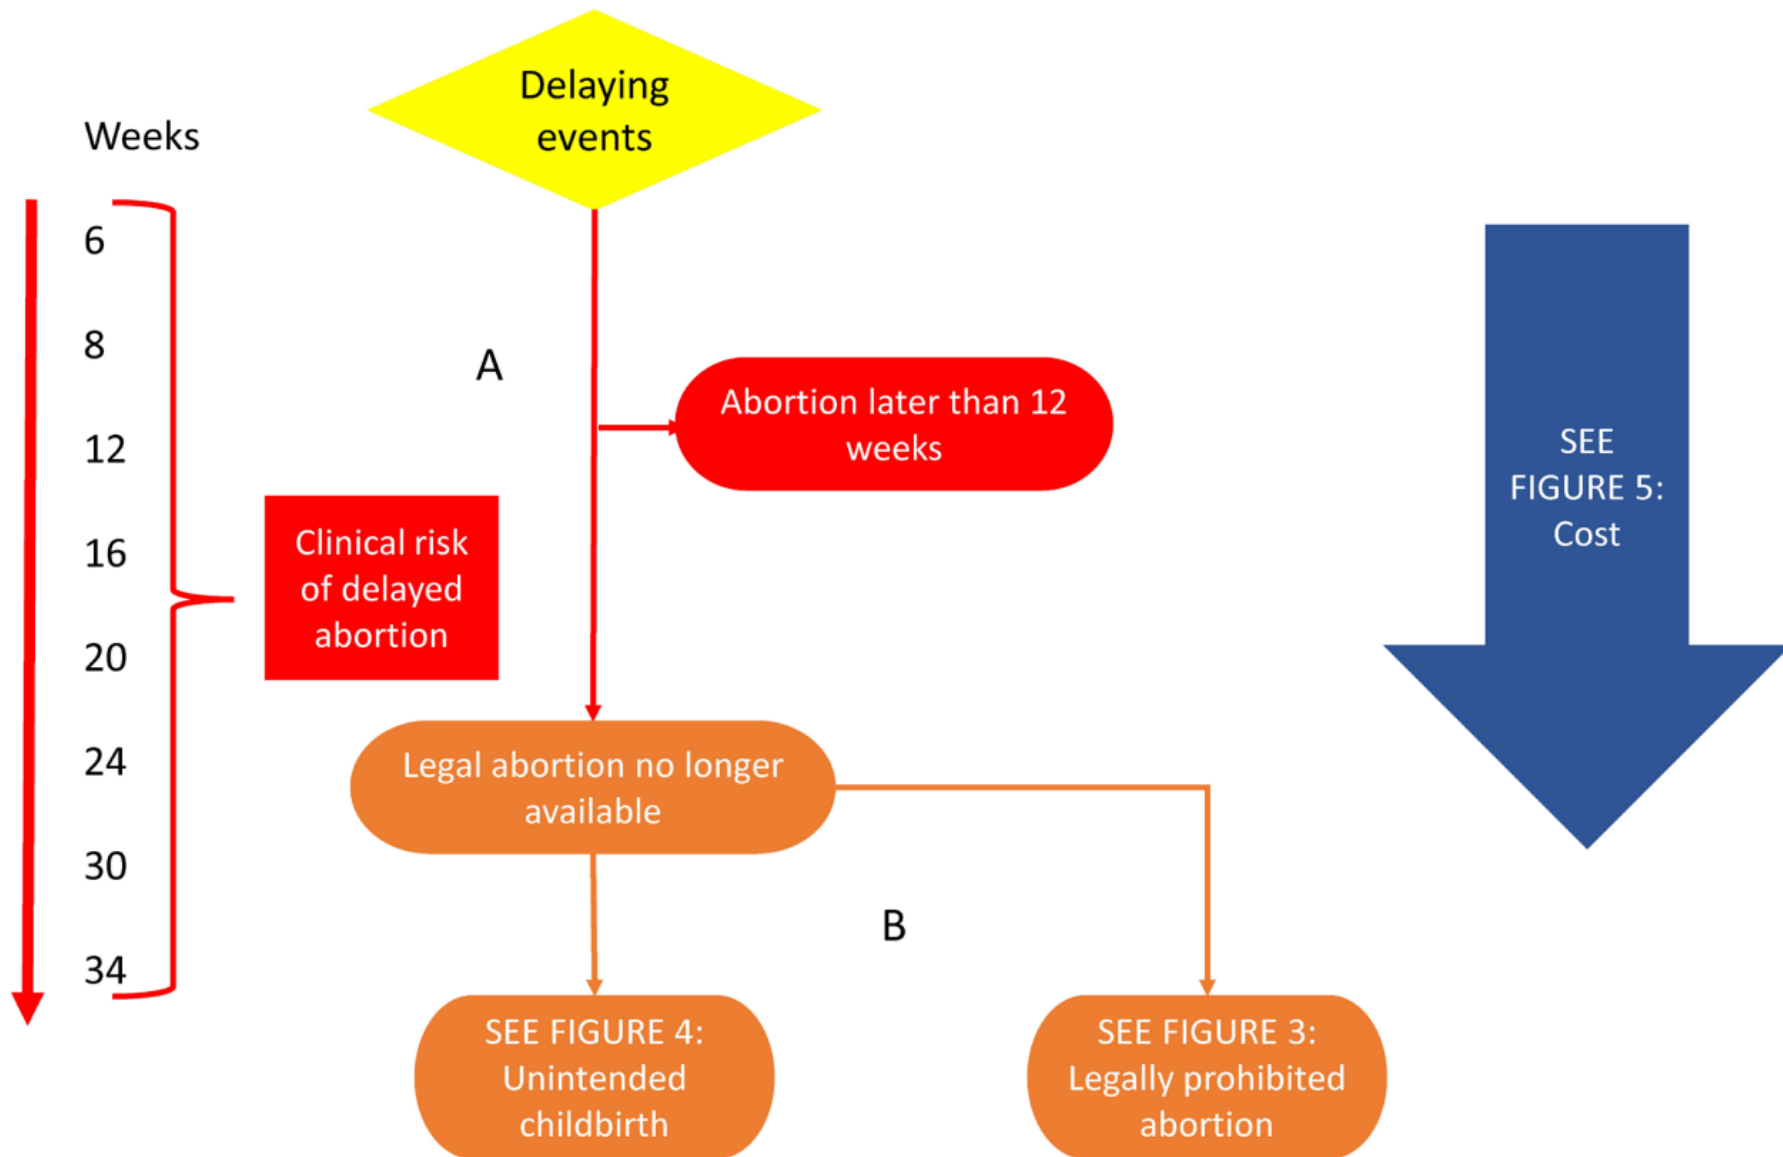 Delaying
events
Weeks
6
8
12
16
20
24
30
34
A
Abortion later than 12
weeks
Clinical risk
of delayed
abortion
SEE
FIGURE 5:
Cost
Legal abortion no longer
available
B
SEE FIGURE 4:
Unintended
childbirth
SEE FIGURE 3:
Legally prohibited
abortion